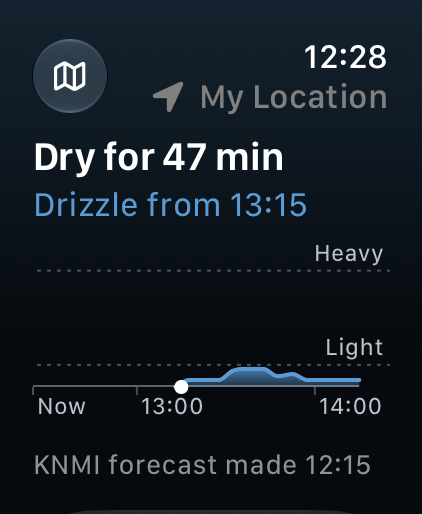 12:28
My Location
Dry for 47 min
Drizzle from 13:15
Heavy
Light
Now 13:00 14:00
KNMI forecast made 12:15